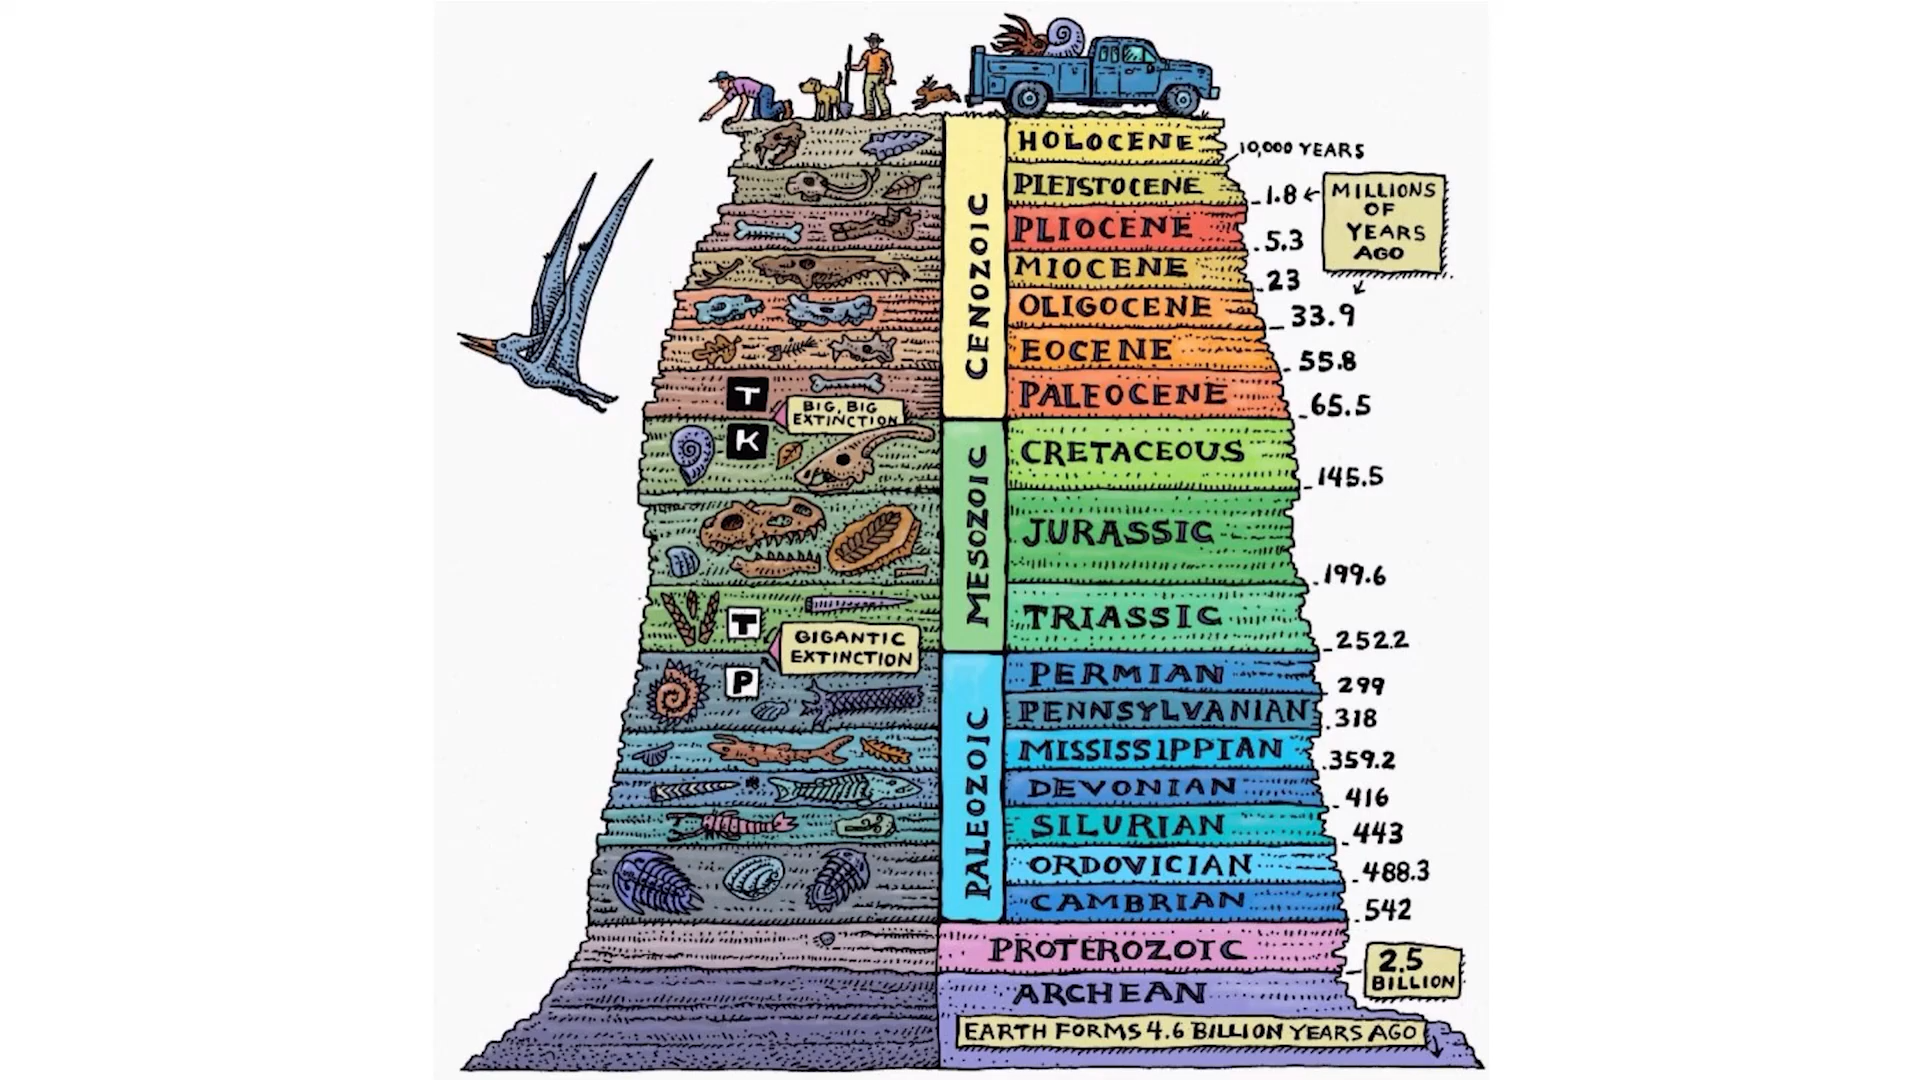 HOLOCENE
10,000 YEARS
PLEISTOCENE
1.8
MILLIONS
OF
YEARS
AGO
PLIOCENE
5.3
MIOCENE
23
OLIGOCENE
33.9
EOCENE
55.8
PALEOCENE
65.5
CENOZOIC
T
BIG, BIG
EXTINCTION
K
CRETACEOUS
145.5
JURASSIC
199.6
TRIASSIC
252.2
MESOZOIC
T
GIGANTIC
EXTINCTION
P
PERMIAN
299
PENNSYLVANIAN
318
MISSISSIPPIAN
359.2
DEVONIAN
416
SILURIAN
443
ORDOVICIAN
488.3
CAMBRIAN
542
PALEOZOIC
PROTEROZOIC
2.5
BILLION
ARCHEAN
EARTH FORMS 4.6 BILLION YEARS AGO